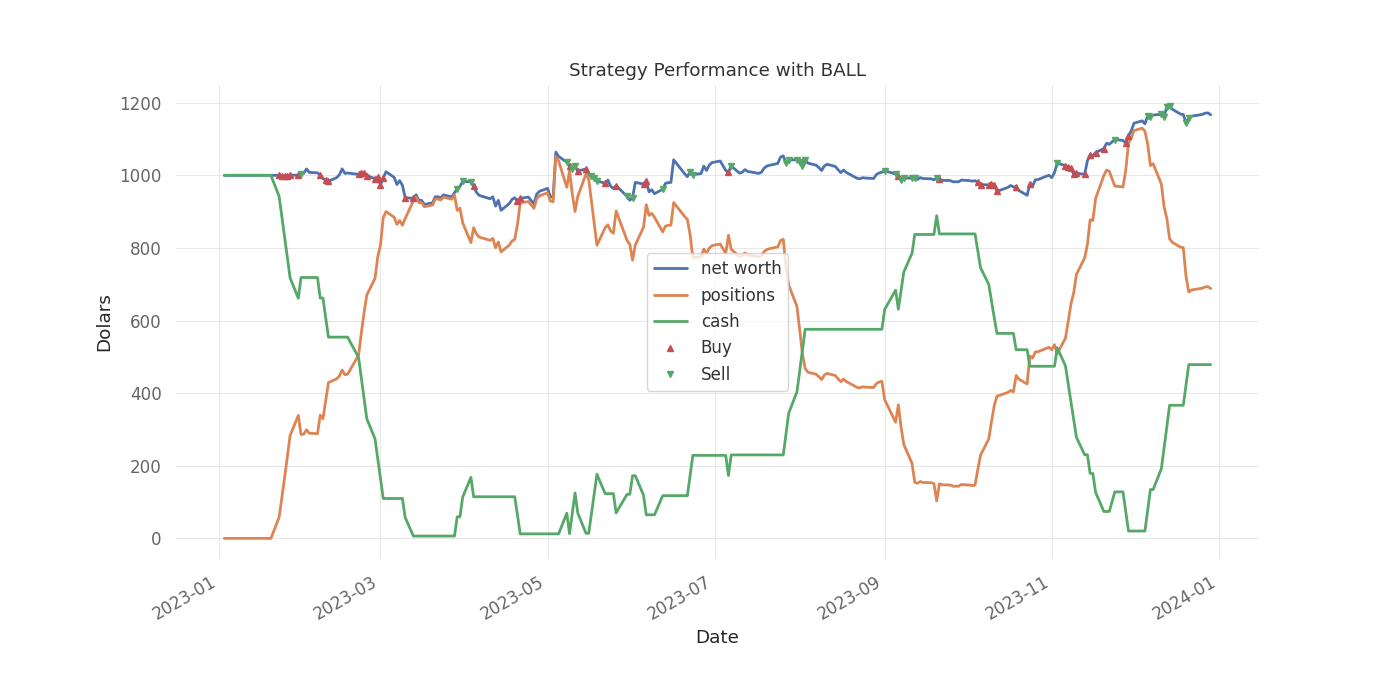 Strategy Performance with BALL
Dolars
1200
1000
800
600
400
200
0
net worth
positions
cash
Buy
Sell
2023-01
2023-03
2023-05
2023-07
2023-09
2023-11
2024-01
Date